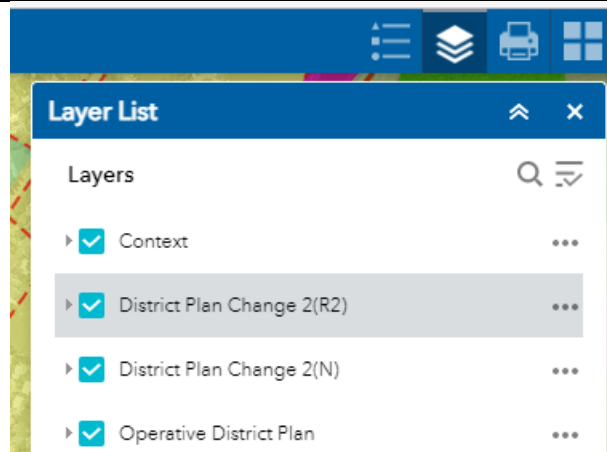 Layer List
Layers
Context
District Plan Change 2(R2)
District Plan Change 2(N)
Operative District Plan